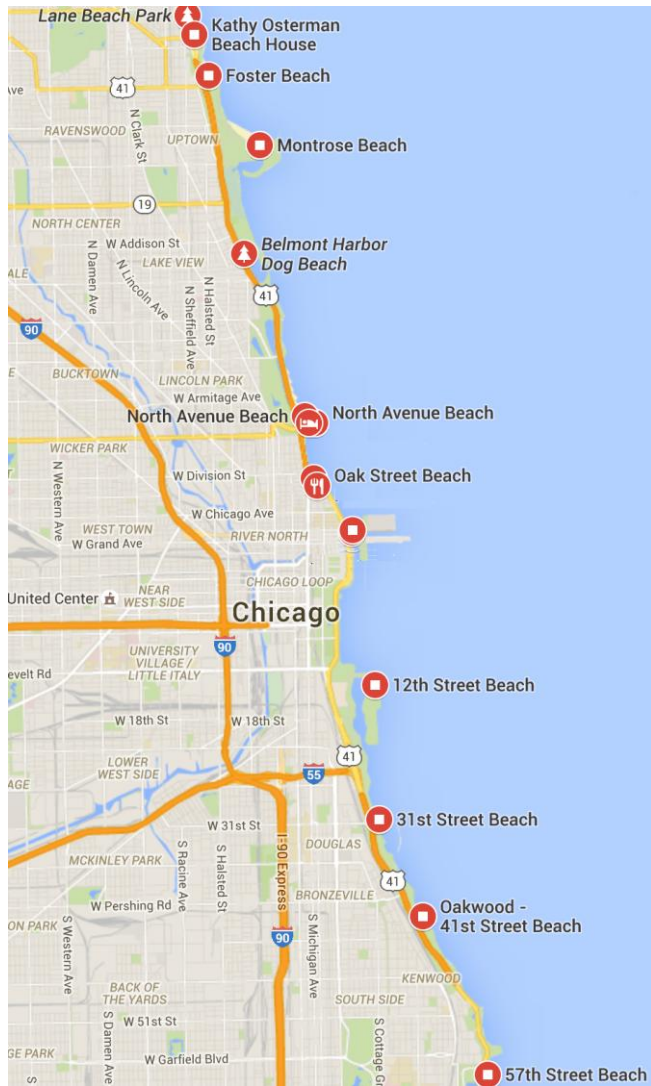 Lane Beach Park
Kathy Osterman
Beach House
Foster Beach
41
Ave
N Clark St
RAVENSWOOD
UPTOWN
Montrose Beach
19
NORTH CENTER
W Addison St
Belmont Harbor
Dog Beach
LAKE VIEW
N Damen Ave
N Lincoln Ave
N Halsted St
N Sheffield Ave
ALE
41
90
BUCKTOWN
LINCOLN PARK
W Armitage Ave
North Avenue Beach
North Avenue Beach
WICKER PARK
N Western Ave
W Division St
Oak Street Beach
W Chicago Ave
WEST TOWN
RIVER NORTH
W Grand Ave
CHICAGO LOOP
NEAR
WEST SIDE
United Center
Chicago
90
UNIVERSITY
VILLAGE /
LITTLE ITALY
evelt Rd
12th Street Beach
W 18th St
W 18th St
41
LOWER
WEST SIDE
55
AGE
31st Street Beach
W 31st St
DOUGLAS
MCKINLEY PARK
S Racine Ave
S Halsted St
I-90 Express
41
BRONZEVILLE
W Pershing Rd
Oakwood -
41st Street Beach
ON PARK
S Western Ave
90
S Michigan Ave
KENWOOD
BACK OF
THE YARDS
SOUTH SIDE
W 51st St
S Damen Ave
S Cottage Gr
GE PARK
W Garfield Blvd
57th Street Beach